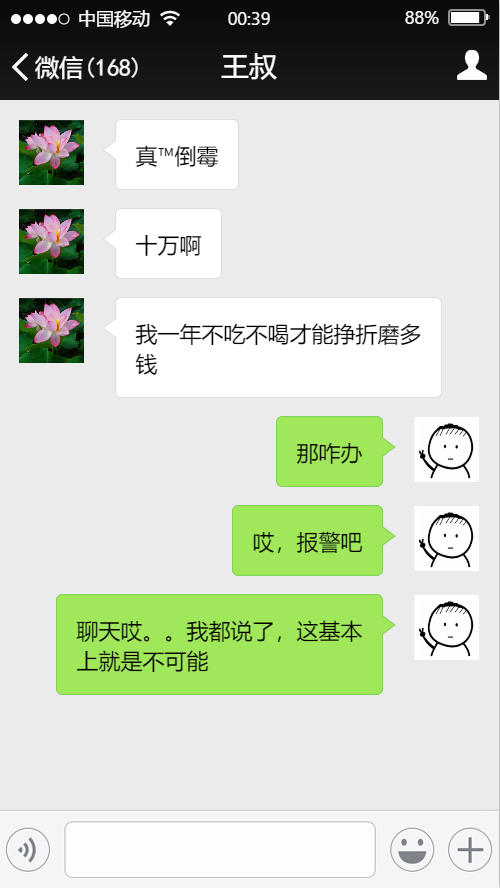 中国移动 00:39 88%
微信(168) 王叔
真™倒霉
十万啊
我一年不吃不喝才能挣折磨多
钱
那咋办
哎，报警吧
聊天哎。。我都说了，这基本
上就是不可能